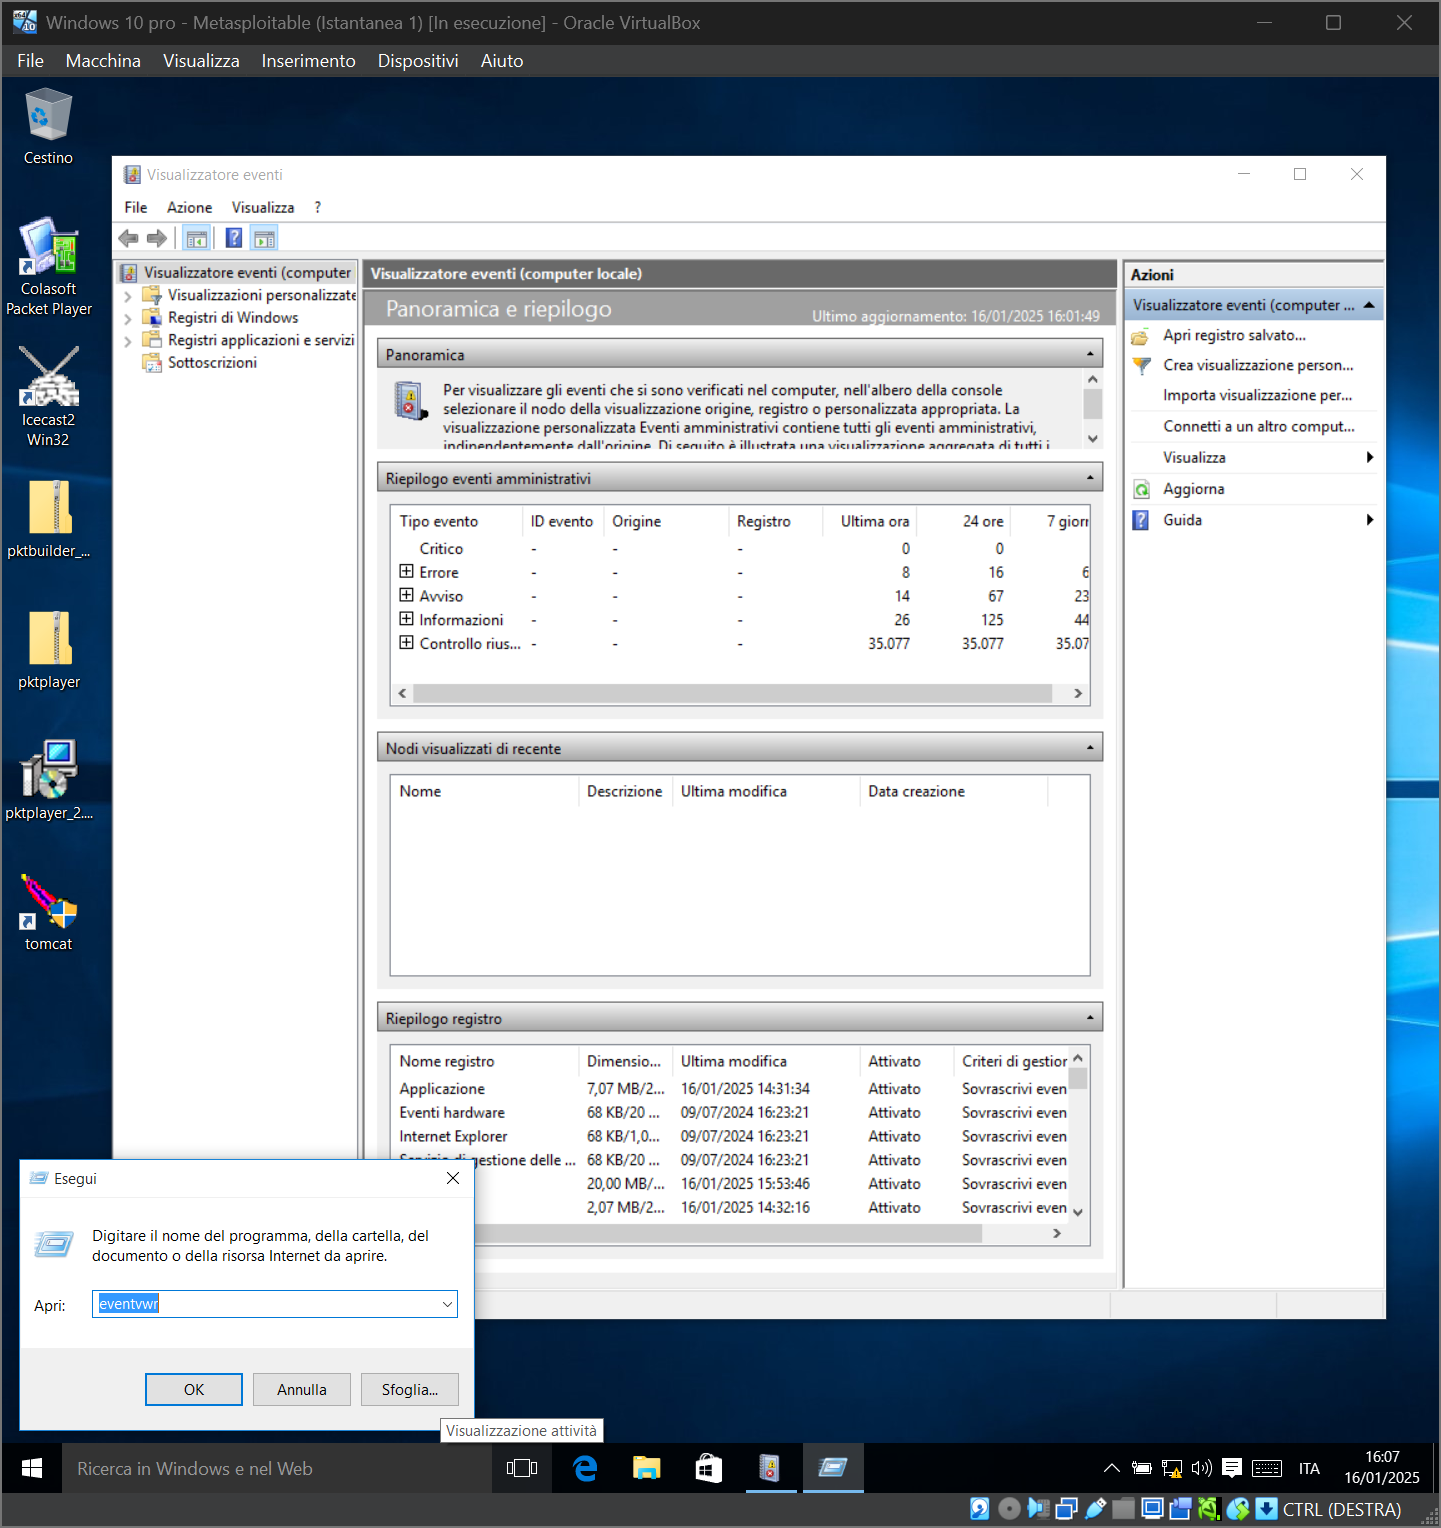 Windows 10 pro - Metasploitable (Istantanea 1) [In esecuzione] - Oracle VirtualBox
File Macchina Visualizza Inserimento Dispositivi Aiuto
Cestino
Colasoft
Packet Player
Icecast2
Win32
pktbuilder_...
pktplayer
pktplayer_2....
tomcat
Visualizzatore eventi
File Azione Visualizza ?
Visualizzatore eventi (computer
Visualizzazioni personalizzate
Registri di Windows
Registri applicazioni e servizi
Sottoscrizioni
Visualizzatore eventi (computer locale)
Panoramica e riepilogo Ultimo aggiornamento: 16/01/2025 16:01:49
Panoramica
Per visualizzare gli eventi che si sono verificati nel computer, nell'albero della console
selezionare il nodo della visualizzazione origine, registro o personalizzata appropriata. La
visualizzazione personalizzata Eventi amministrativi contiene tutti gli eventi amministrativi,
indipendentemente dall'origine. Di seguito è illustrata una visualizzazione aggregata di tutti i
Riepilogo eventi amministrativi
Tipo evento ID evento Origine Registro Ultima ora 24 ore 7 giorr
Critico - - - 0 0
Errore - - - 8 16 6
Avviso - - - 14 67 23
Informazioni - - - 26 125 44
Controllo rius... - - - 35.077 35.077 35.07
Nodi visualizzati di recente
Nome Descrizione Ultima modifica Data creazione
Riepilogo registro
Nome registro Dimensio... Ultima modifica Attivato Criteri di gestior
Applicazione 7,07 MB/2... 16/01/2025 14:31:34 Attivato Sovrascrivi even
Eventi hardware 68 KB/20 ... 09/07/2024 16:23:21 Attivato Sovrascrivi even
Internet Explorer 68 KB/1,0... 09/07/2024 16:23:21 Attivato Sovrascrivi even
Servizio di gestione delle ... 68 KB/20 ... 09/07/2024 16:23:21 Attivato Sovrascrivi even
20,00 MB/... 16/01/2025 15:53:46 Attivato Sovrascrivi even
2,07 MB/2... 16/01/2025 14:32:16 Attivato Sovrascrivi even
Azioni
Visualizzatore eventi (computer ...
Apri registro salvato...
Crea visualizzazione person...
Importa visualizzazione per...
Connetti a un altro comput...
Visualizza
Aggiorna
Guida
Esegui
Digitare il nome del programma, della cartella, del
documento o della risorsa Internet da aprire.
Apri: eventvwr
OK Annulla Sfoglia...
Visualizzazione attività
Ricerca in Windows e nel Web
ITA
16:07
16/01/2025
CTRL (DESTRA)